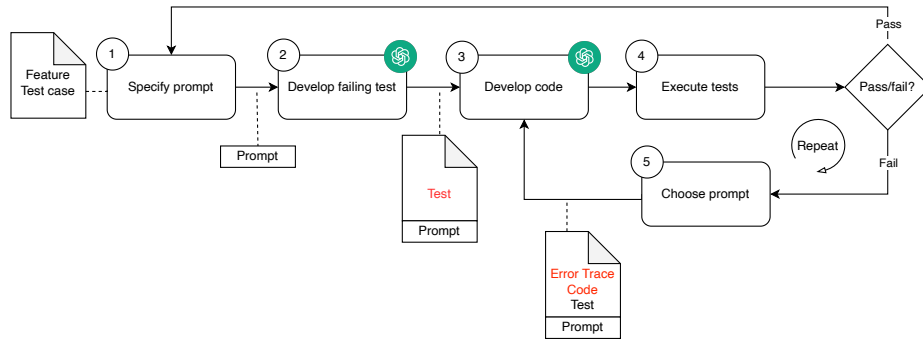 Pass
1
2
3
4
Feature
Test case
Specify prompt
Develop failing test
Develop code
Execute tests
Pass/fail?
Prompt
Repeat
Fail
5
Choose prompt
Test
Prompt
Error Trace
Code
Test
Prompt